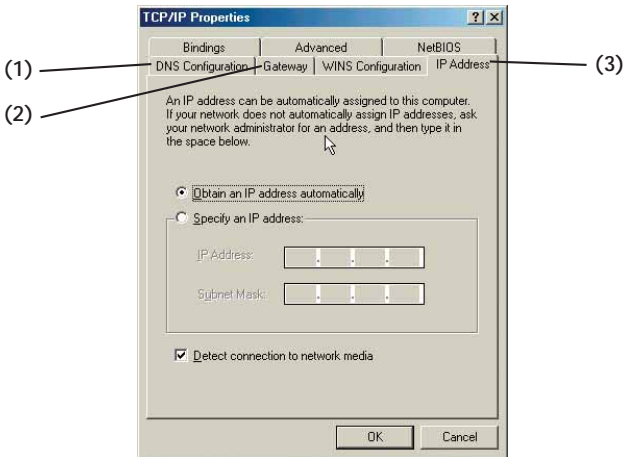 TCP/IP Properties
Bindings Advanced NetBIOS
DNS Configuration Gateway WINS Configuration IP Address
(1)
(2)
(3)
An IP address can be automatically assigned to this computer.
If your network does not automatically assign IP addresses, ask
your network administrator for an address, and then type it in
the space below.
Obtain an IP address automatically
Specify an IP address:
IP Address:
Subnet Mask:
Detect connection to network media
OK Cancel